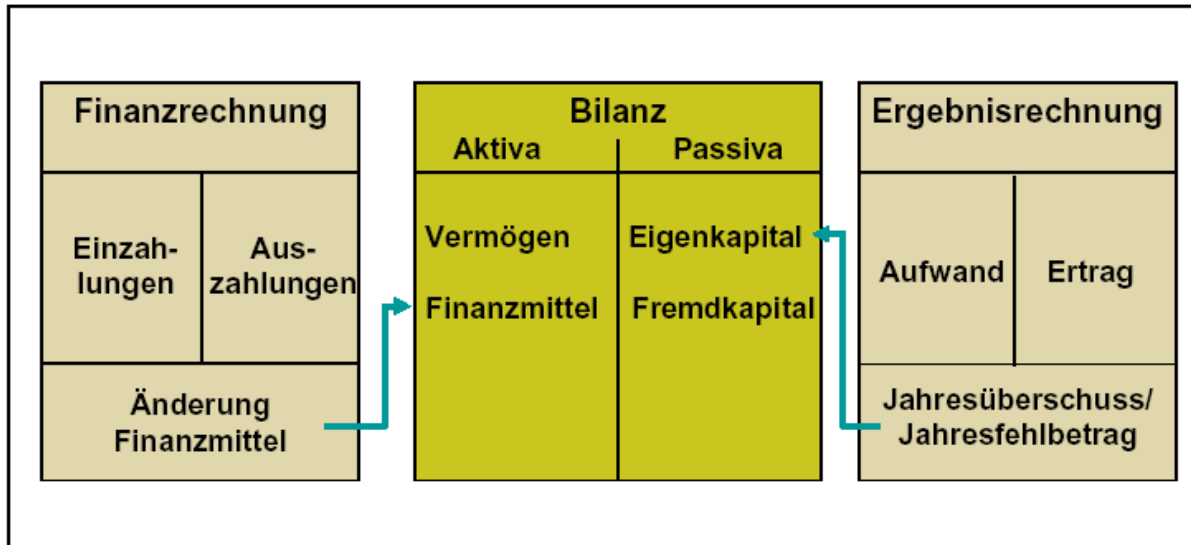 Finanzrechnung
Einzah-
lungen
Aus-
zahlungen
Änderung
Finanzmittel
Bilanz
Aktiva
Passiva
Vermögen
Eigenkapital
Finanzmittel
Fremdkapital
Ergebnisrechnung
Aufwand
Ertrag
Jahresüberschuss/
Jahresfehlbetrag